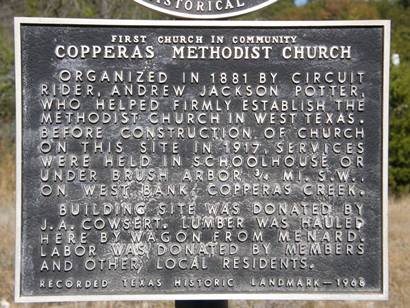 HISTORICAL
FIRST CHURCH IN COMMUNITY
COPPERAS METHODIST CHURCH
ORGANIZED IN 1881 BY CIRCUIT
RIDER, ANDREW JACKSON POTTER,
WHO HELPED FIRMLY ESTABLISH THE
METHODIST CHURCH IN WEST TEXAS.
BEFORE CONSTRUCTION OF CHURCH
ON THIS SITE IN 1917, SERVICES
WERE HELD IN SCHOOLHOUSE OR
UNDER BRUSH ARBOR ¾ MI. S.W.,
ON WEST BANK, COPPERAS CREEK.
BUILDING SITE WAS DONATED BY
J. A. COWSERT. LUMBER WAS HAULED
HERE BY WAGON FROM MENARD.
LABOR WAS DONATED BY MEMBERS
AND OTHER LOCAL RESIDENTS.
RECORDED TEXAS HISTORIC LANDMARK—1968